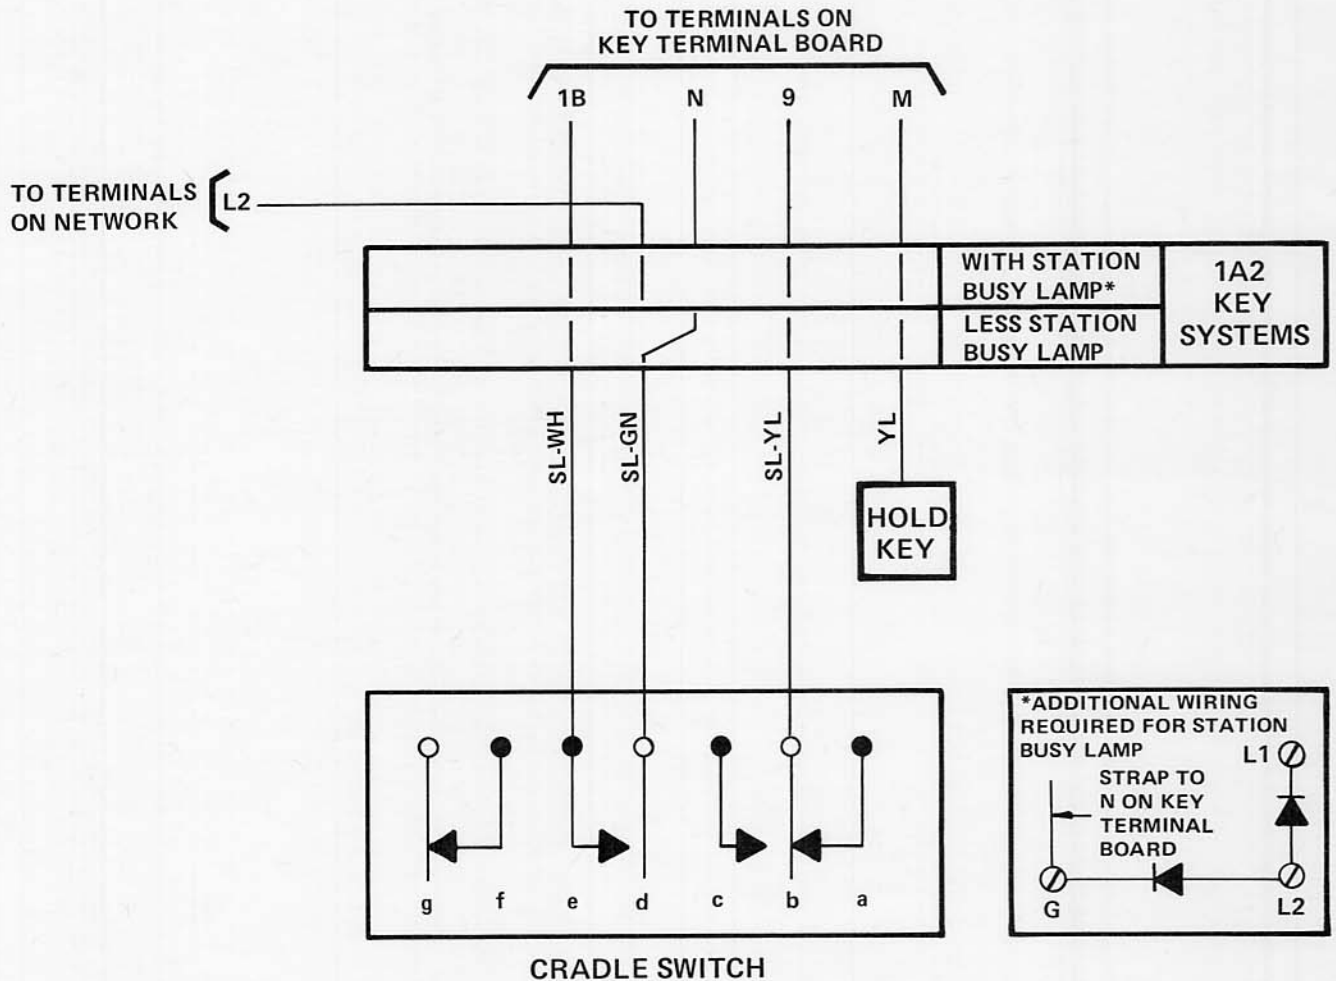 TO TERMINALS ON
KEY TERMINAL BOARD
1B N 9 M
TO TERMINALS
ON NETWORK
L2
WITH STATION
BUSY LAMP*
LESS STATION
BUSY LAMP
1A2
KEY
SYSTEMS
SL-WH
SL-GN
SL-YL
YL
HOLD
KEY
g f e d c b a
CRADLE SWITCH
*ADDITIONAL WIRING
REQUIRED FOR STATION
BUSY LAMP
L1
STRAP TO
N ON KEY
TERMINAL
BOARD
G
L2